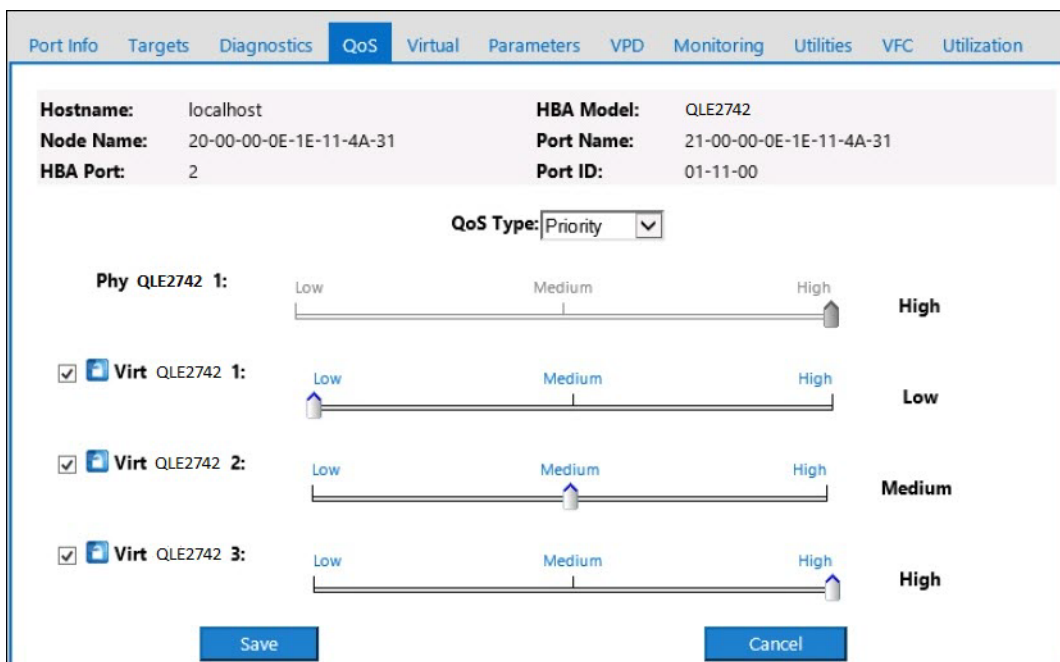 Port Info Targets Diagnostics QoS Virtual Parameters VPD Monitoring Utilities VFC Utilization
Hostname: localhost HBA Model: QLE2742
Node Name: 20-00-00-0E-1E-11-4A-31 Port Name: 21-00-00-0E-1E-11-4A-31
HBA Port: 2 Port ID: 01-11-00
QoS Type: Priority
Phy QLE2742 1: Low Medium High High
Virt QLE2742 1: Low Medium High Low
Virt QLE2742 2: Low Medium High Medium
Virt QLE2742 3: Low Medium High High
Save Cancel